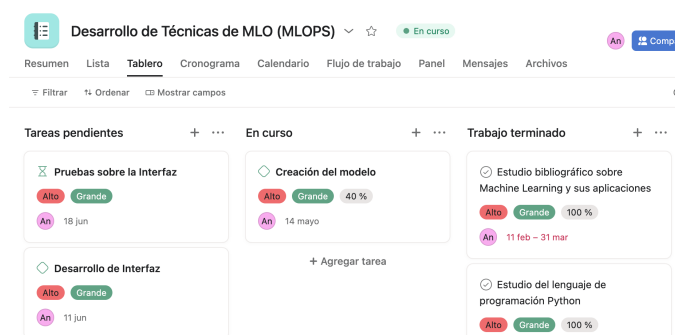 Desarrollo de Técnicas de MLO (MLOPS)
En curso
An
Comp
Resumen Lista Tablero Cronograma Calendario Flujo de trabajo Panel Mensajes Archivos
Filtrar Ordenar Mostrar campos
Tareas pendientes
Pruebas sobre la Interfaz
Alto Grande
An 18 jun
Desarrollo de Interfaz
Alto Grande
An 11 jun
En curso
Creación del modelo
Alto Grande 40 %
An 14 mayo
+ Agregar tarea
Trabajo terminado
Estudio bibliográfico sobre
Machine Learning y sus aplicaciones
Alto Grande 100 %
An 11 feb – 31 mar
Estudio del lenguaje de
programación Python
Alto Grande 100 %